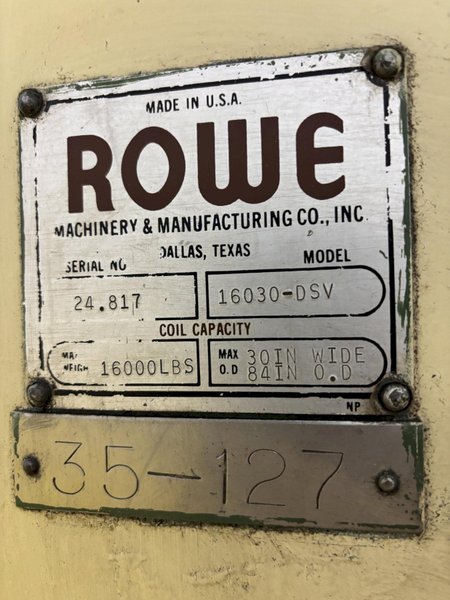 MADE IN U.S.A.
ROWE
MACHINERY & MANUFACTURING CO., INC
DALLAS, TEXAS
SERIAL NO MODEL
24.817 16030-DSV
COIL CAPACITY
16000LBS MAX O.D 30IN WIDE
84IN O.D
NP
35-127